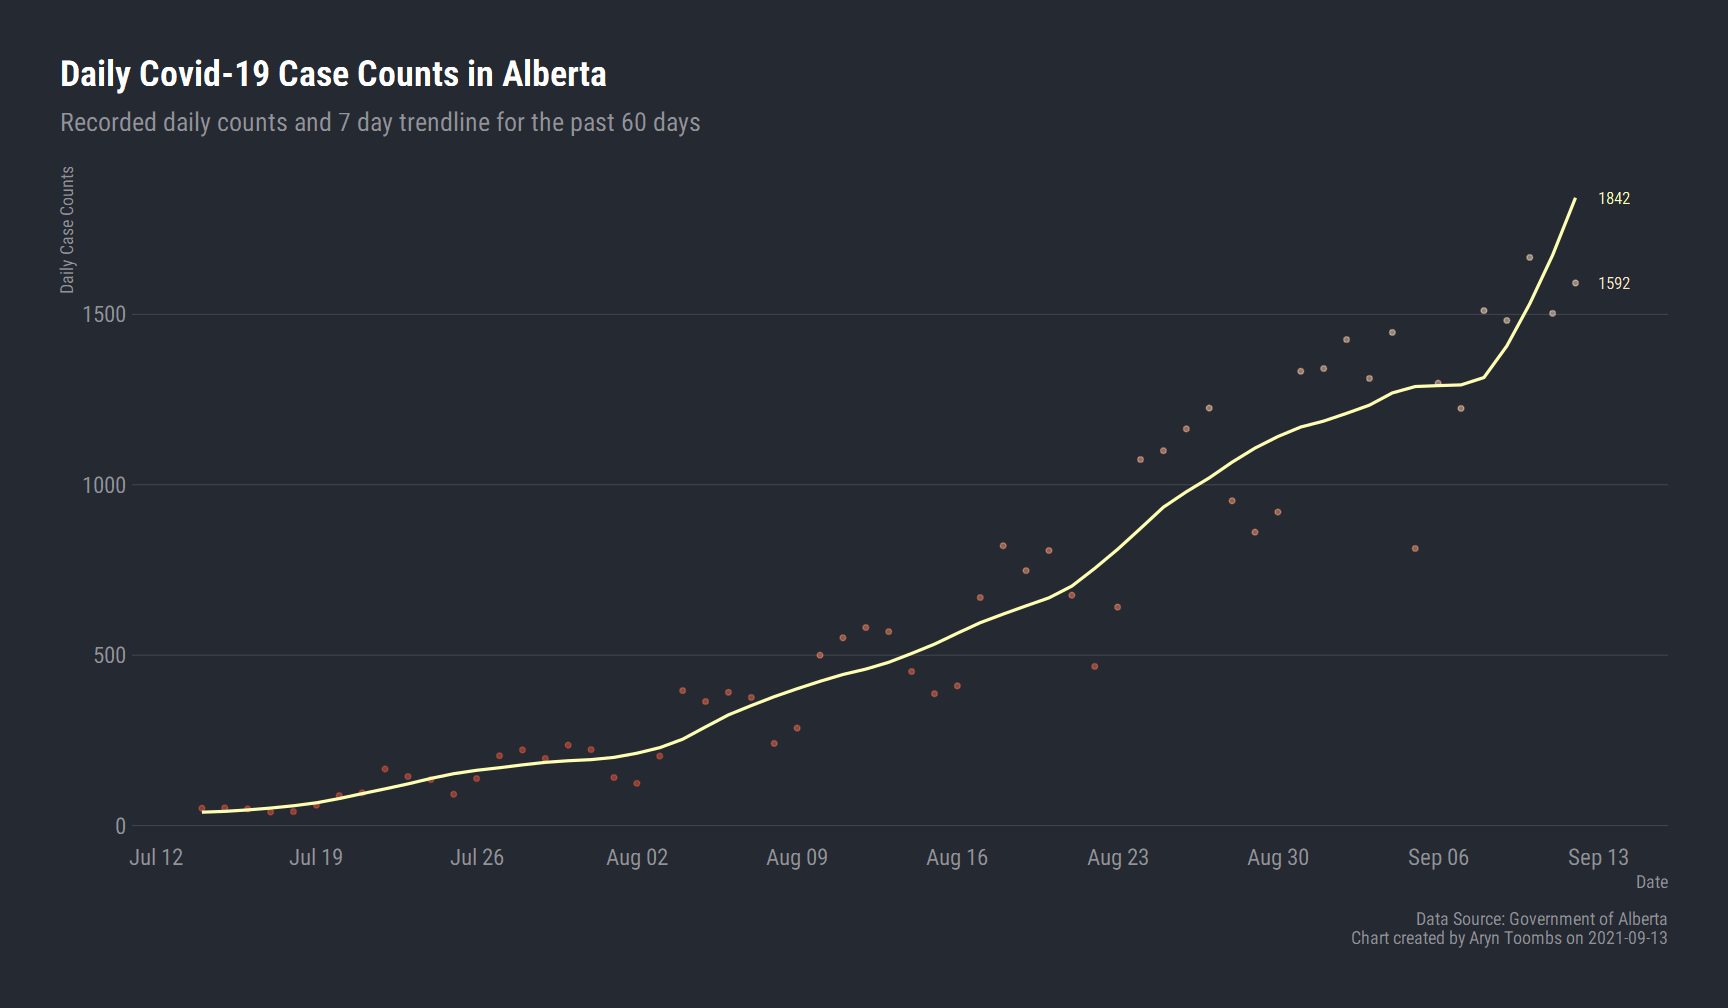 Daily Covid-19 Case Counts in Alberta
Recorded daily counts and 7 day trendline for the past 60 days
Daily Case Counts
1842
1592
1500
1000
500
0
Jul 12 Jul 19 Jul 26 Aug 02 Aug 09 Aug 16 Aug 23 Aug 30 Sep 06 Sep 13
Date
Data Source: Government of Alberta
Chart created by Aryn Toombs on 2021-09-13